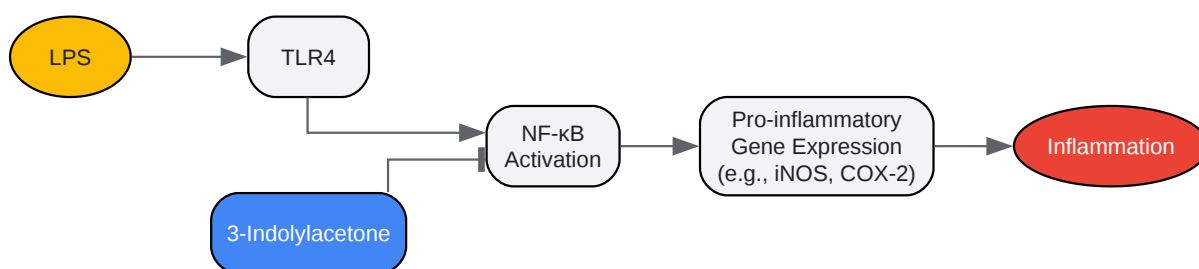 LPS
TLR4
NF-κB
Activation
Pro-inflammatory
Gene Expression
(e.g., iNOS, COX-2)
Inflammation
3-Indolylacetone